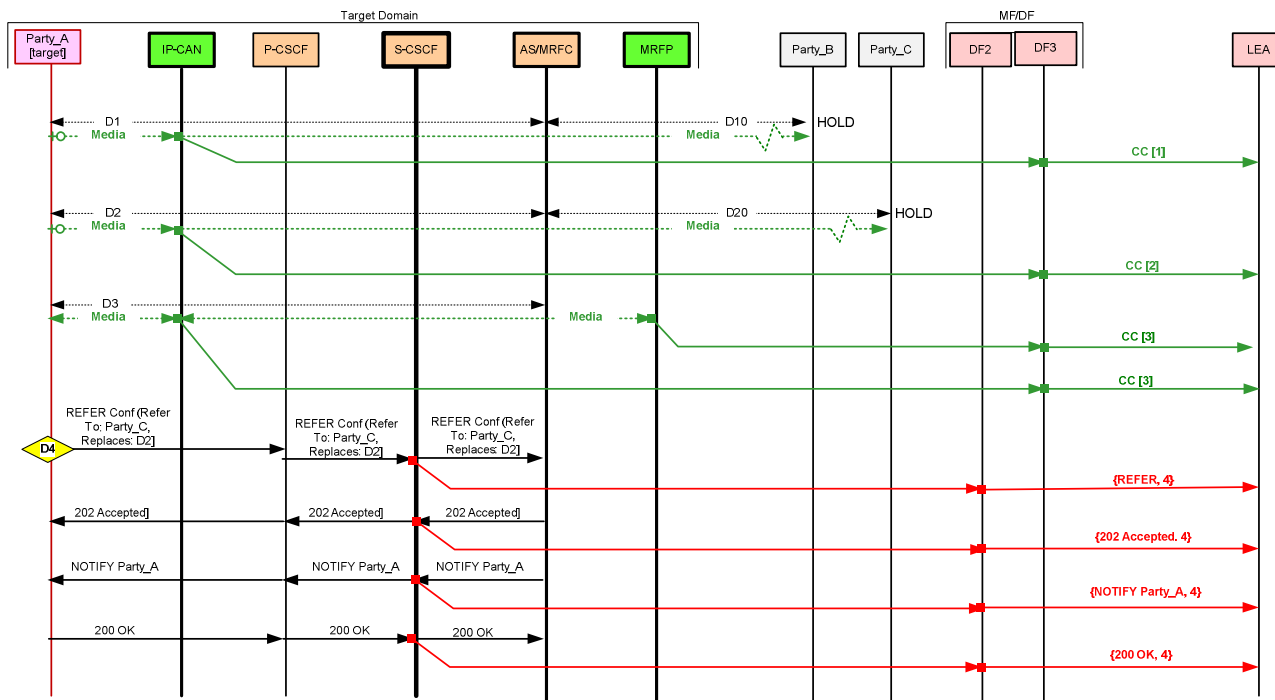 Target Domain
MF/DF
Party_A
[target]
IP-CAN
P-CSCF
S-CSCF
AS/MRFC
MRFP
Party_B
Party_C
DF2
DF3
LEA
D1
D10
HOLD
Media
Media
CC [1]
D2
D20
HOLD
Media
Media
CC [2]
D3
Media
Media
CC [3]
CC [3]
REFER Conf (Refer
To: Party_C,
Replaces: D2]
REFER Conf (Refer
To: Party_C,
Replaces: D2]
REFER Conf (Refer
To: Party_C,
Replaces: D2]
D4
{REFER, 4}
202 Accepted]
202 Accepted]
202 Accepted]
{202 Accepted, 4}
NOTIFY Party_A
NOTIFY Party_A
NOTIFY Party_A
{NOTIFY Party_A, 4}
200 OK
200 OK
200 OK
{200 OK, 4}